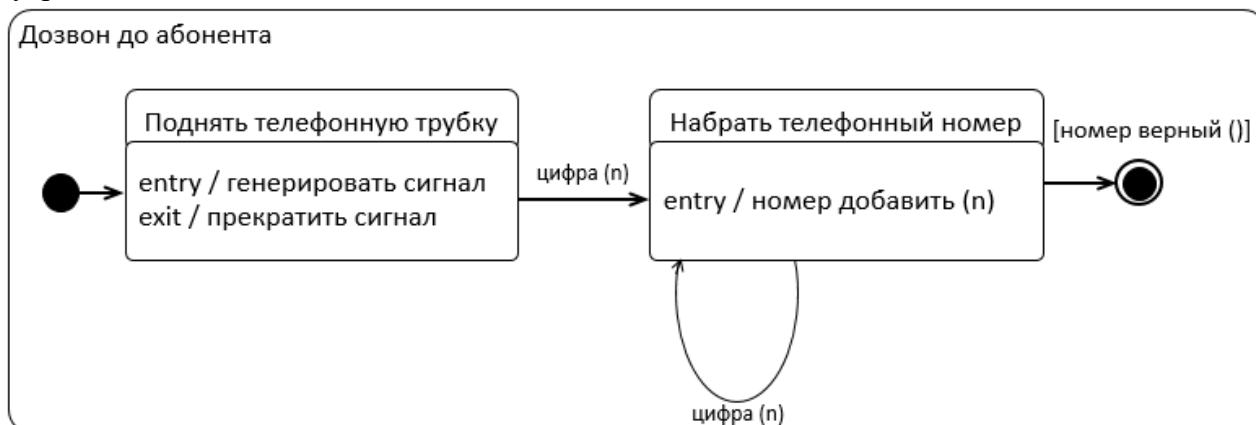 Дозвон до абонента
Поднять телефонную трубку
entry / генерировать сигнал
exit / прекратить сигнал
цифра (n)
Набрать телефонный номер
entry / номер добавить (n)
[номер верный ()]
цифра (n)